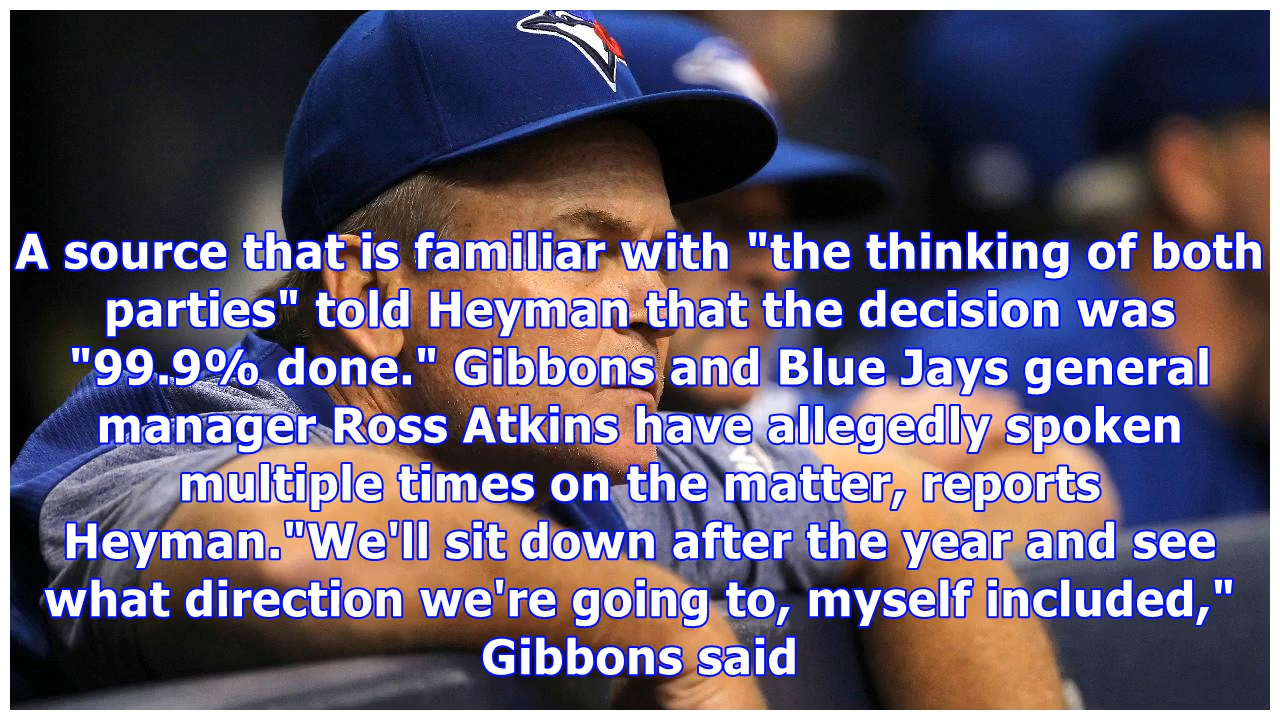 A source that is familiar with "the thinking of both
parties" told Heyman that the decision was
"99.9% done." Gibbons and Blue Jays general
manager Ross Atkins have allegedly spoken
multiple times on the matter, reports
Heyman."We'll sit down after the year and see
what direction we're going to, myself included,"
Gibbons said